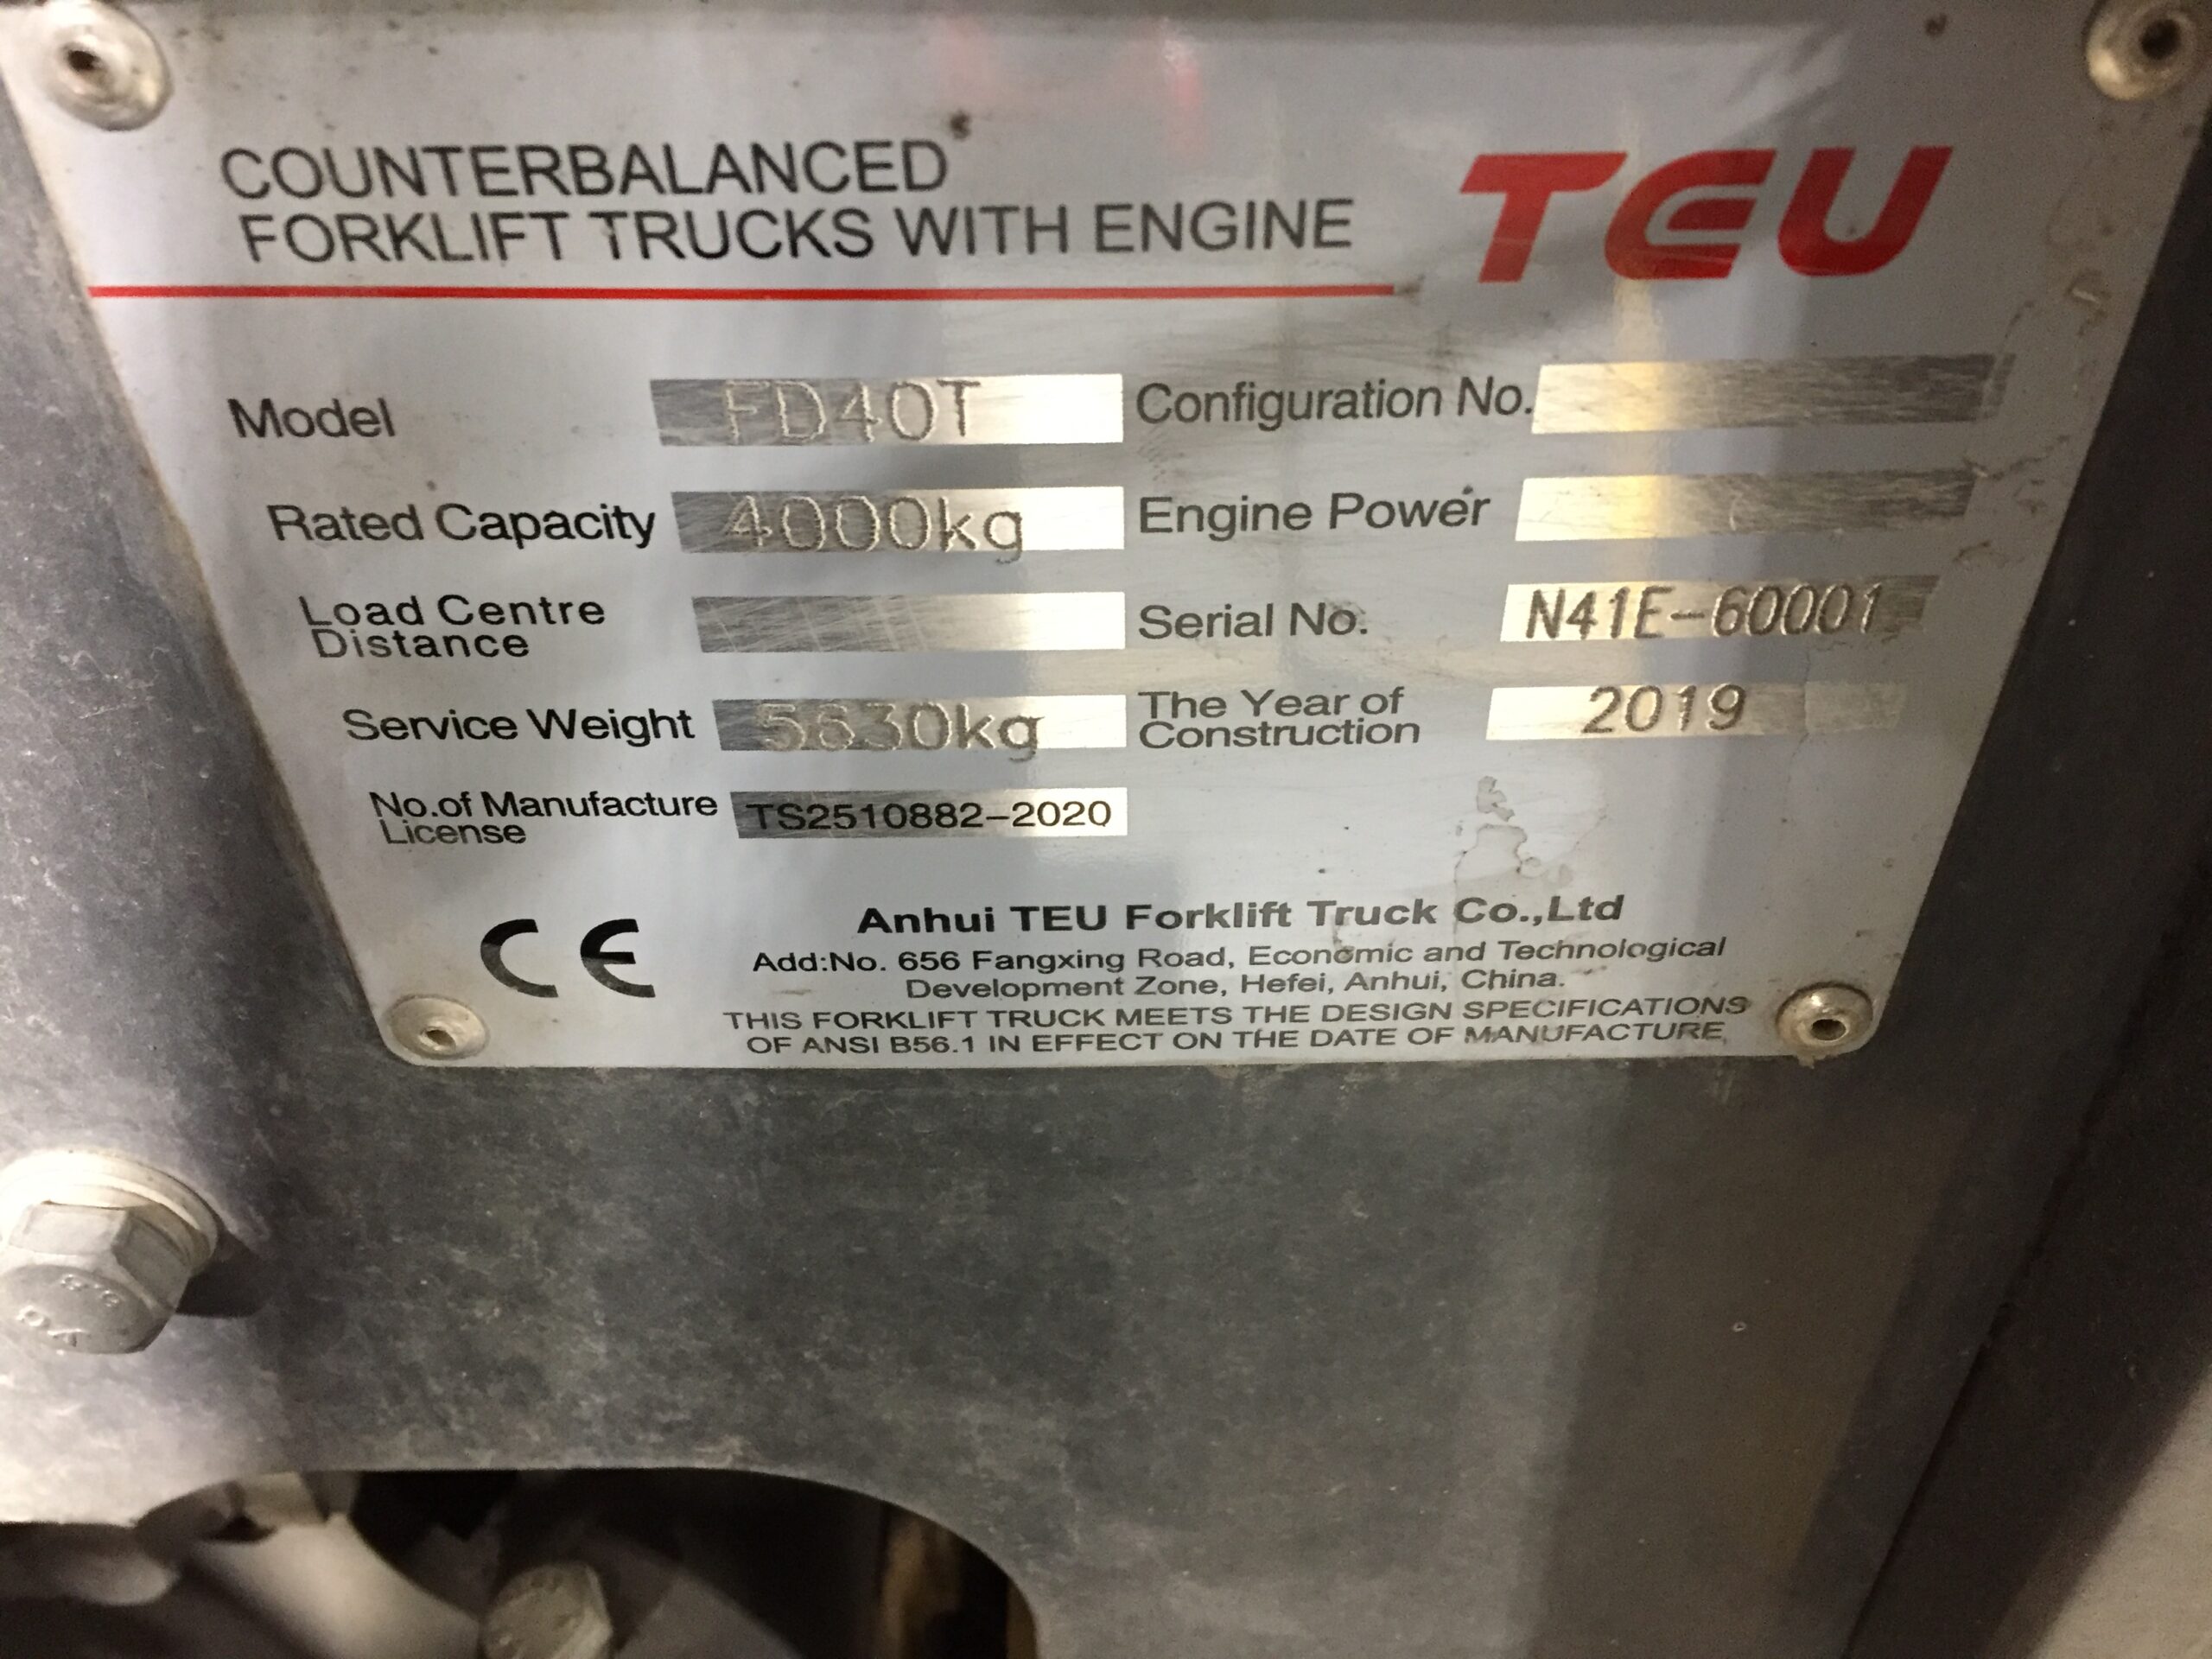 COUNTERBALANCED
FORKLIFT TRUCKS WITH ENGINE
TEU
Model FD40T Configuration No.
Rated Capacity 4000kg Engine Power
Load Centre
Distance
Serial No. N41E-60001
Service Weight
The Year of
Construction
2019
No.of Manufacture
License
TS2510882-2020
CE
Anhui TEU Forklift Truck Co.,Ltd
Add:No. 656 Fangxing Road, Economic and Technological
Development Zone, Hefei, Anhui, China.
THIS FORKLIFT TRUCK MEETS THE DESIGN SPECIFICATIONS
OF ANSI B56.1 IN EFFECT ON THE DATE OF MANUFACTURE.
8.8